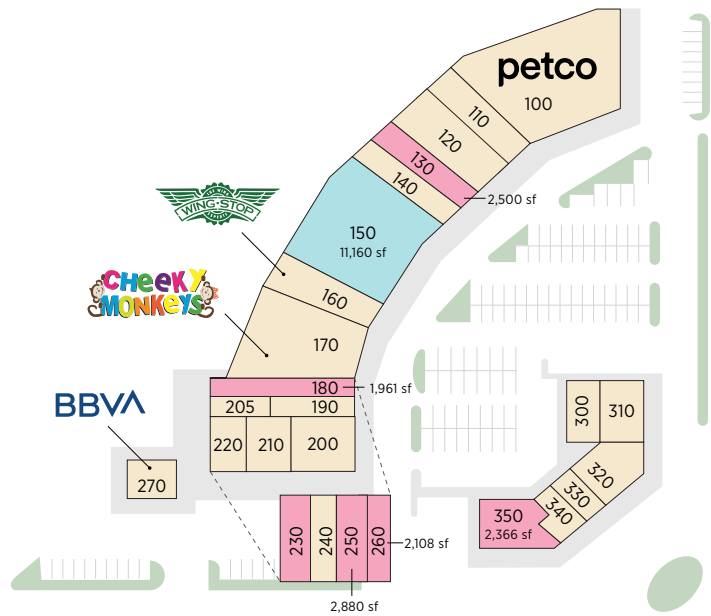 petco
100
110
120
130
2,500 sf
140
150
11,160 sf
WING-STOP
160
CHEEKY
MONKEYS
170
180
1,961 sf
205
190
220
210
200
BBVA
270
230
240
250
260
2,108 sf
2,880 sf
300
310
320
330
340
350
2,366 sf